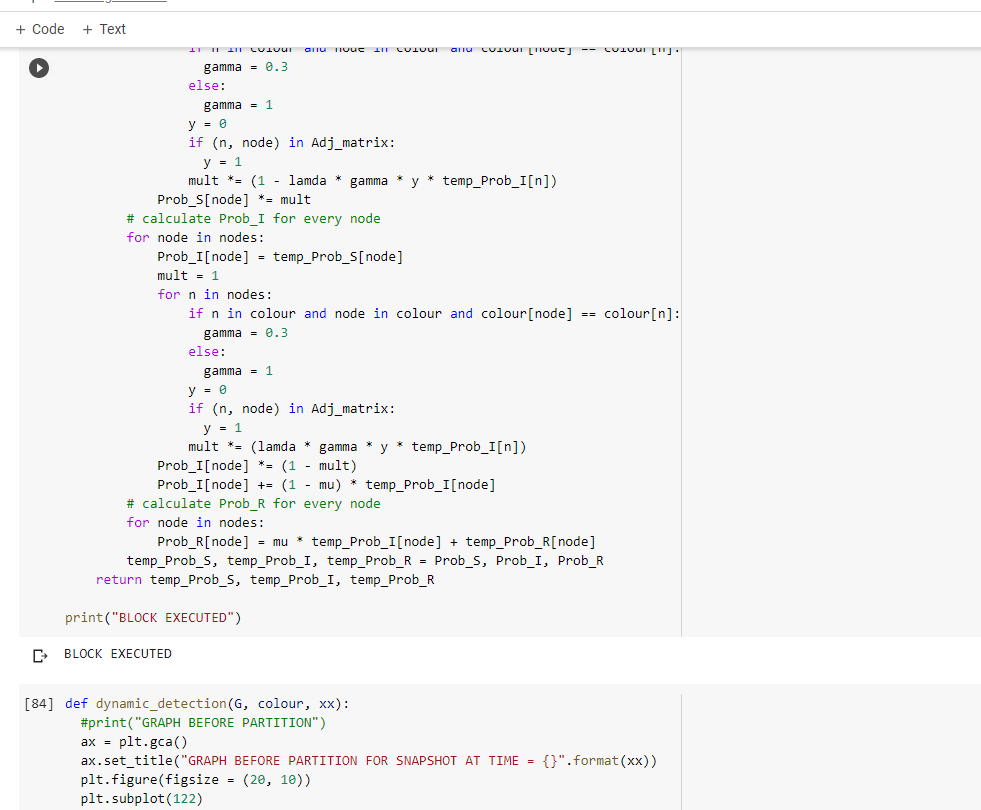 + Code + Text
if n in colour and node in colour and colour[node] == colour[n]:
gamma = 0.3
else:
gamma = 1
y = 0
if (n, node) in Adj_matrix:
y = 1
mult *= (1 - lamda * gamma * y * temp_Prob_I[n])
Prob_S[node] *= mult
# calculate Prob_I for every node
for node in nodes:
Prob_I[node] = temp_Prob_S[node]
mult = 1
for n in nodes:
if n in colour and node in colour and colour[node] == colour[n]:
gamma = 0.3
else:
gamma = 1
y = 0
if (n, node) in Adj_matrix:
y = 1
mult *= (lamda * gamma * y * temp_Prob_I[n])
Prob_I[node] *= (1 - mult)
Prob_I[node] += (1 - mu) * temp_Prob_I[node]
# calculate Prob_R for every node
for node in nodes:
Prob_R[node] = mu * temp_Prob_I[node] + temp_Prob_R[node]
temp_Prob_S, temp_Prob_I, temp_Prob_R = Prob_S, Prob_I, Prob_R
return temp_Prob_S, temp_Prob_I, temp_Prob_R
print("BLOCK EXECUTED")
BLOCK EXECUTED
[84] def dynamic_detection(G, colour, xx):
#print("GRAPH BEFORE PARTITION")
ax = plt.gca()
ax.set_title("GRAPH BEFORE PARTITION FOR SNAPSHOT AT TIME = {}".format(xx))
plt.figure(figsize = (20, 10))
plt.subplot(122)